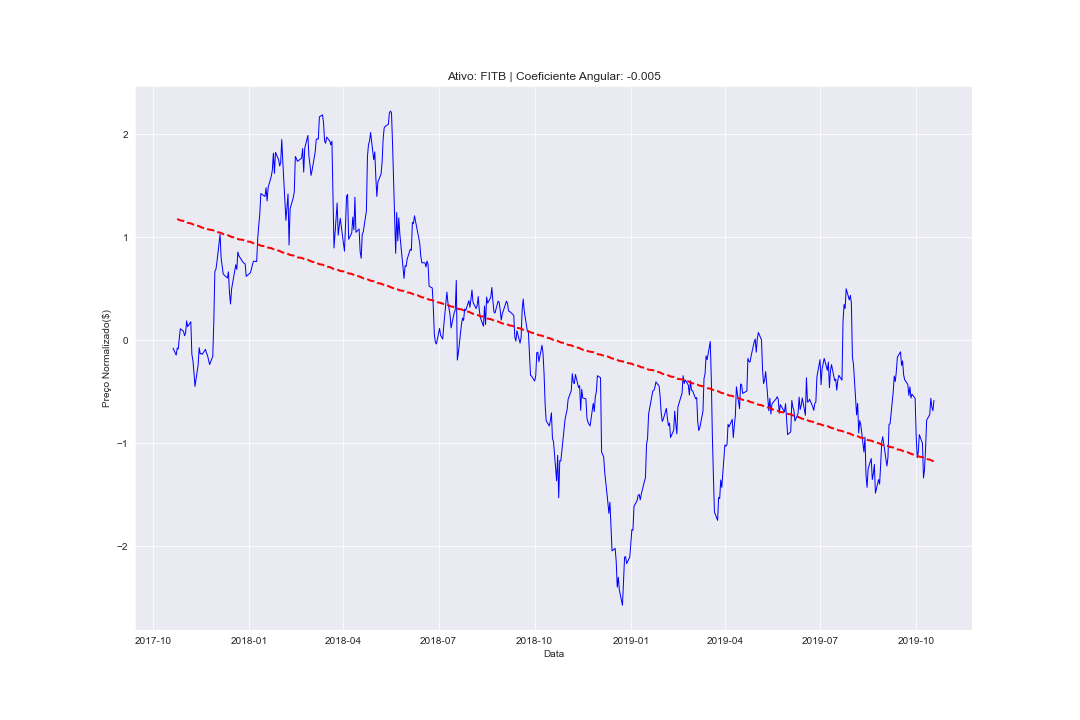 Ativo: FITB | Coeficiente Angular: -0.005
Preço Normalizado($)
2
1
0
−1
−2
2017-10 2018-01 2018-04 2018-07 2018-10 2019-01 2019-04 2019-07 2019-10
Data